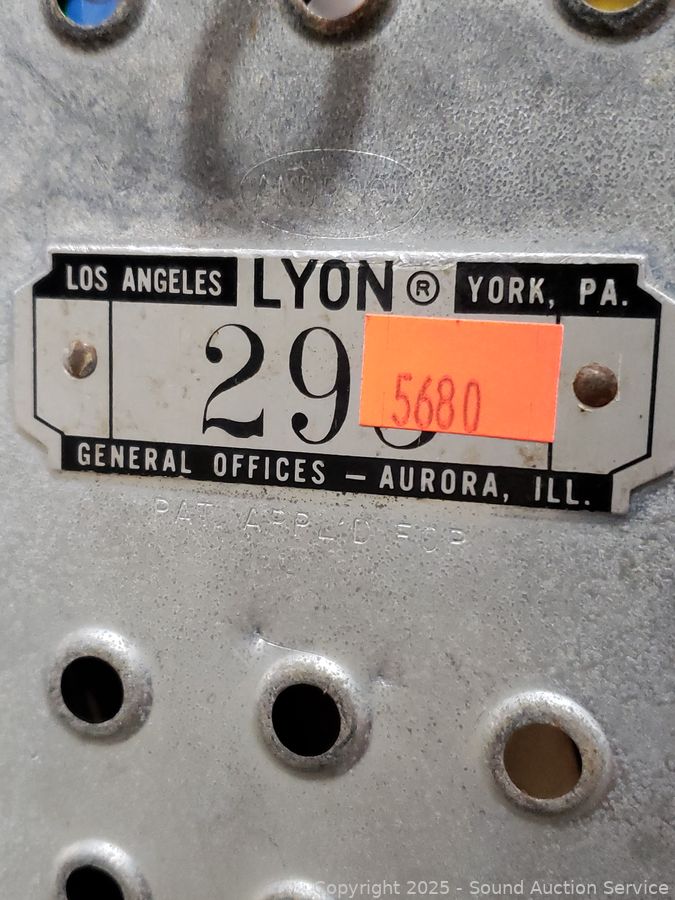 LOS ANGELES LYON® YORK, PA.
29
5680
GENERAL OFFICES — AURORA, ILL.
PAT. APPL'D FOR
Copyright 2025 - Sound Auction Service